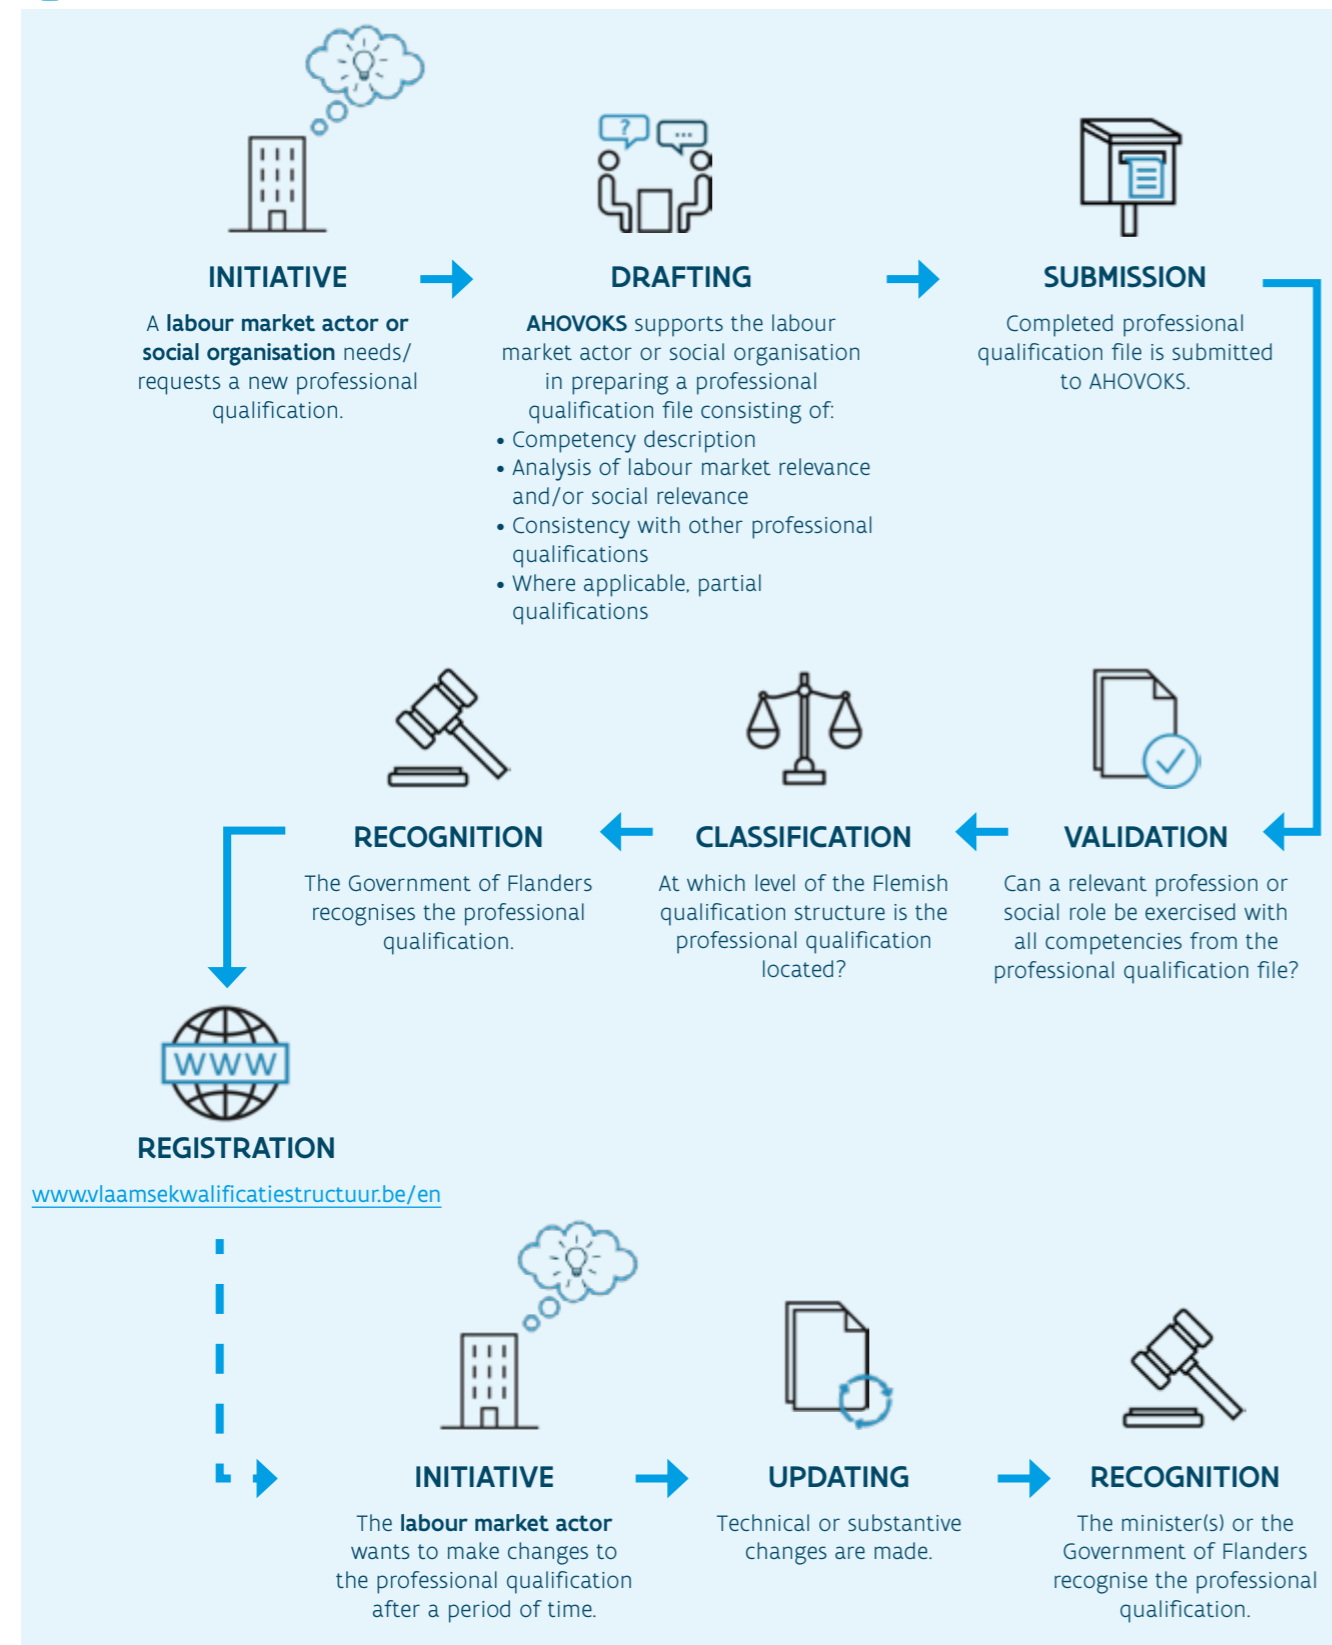 INITIATIVE
A labour market actor or
social organisation needs/
requests a new professional
qualification.
?
...
DRAFTING
AHOVOKS supports the labour
market actor or social organisation
in preparing a professional
qualification file consisting of:
• Competency description
• Analysis of labour market relevance
and/or social relevance
• Consistency with other professional
qualifications
• Where applicable, partial
qualifications
SUBMISSION
Completed professional
qualification file is submitted
to AHOVOKS.
VALIDATION
Can a relevant profession or
social role be exercised with
all competencies from the
professional qualification file?
CLASSIFICATION
At which level of the Flemish
qualification structure is the
professional qualification
located?
RECOGNITION
The Government of Flanders
recognises the professional
qualification.
WWW
REGISTRATION
www.vlaamsekwalificatiestructuur.be/en
INITIATIVE
The labour market actor
wants to make changes to
the professional qualification
after a period of time.
UPDATING
Technical or substantive
changes are made.
RECOGNITION
The minister(s) or the
Government of Flanders
recognise the professional
qualification.